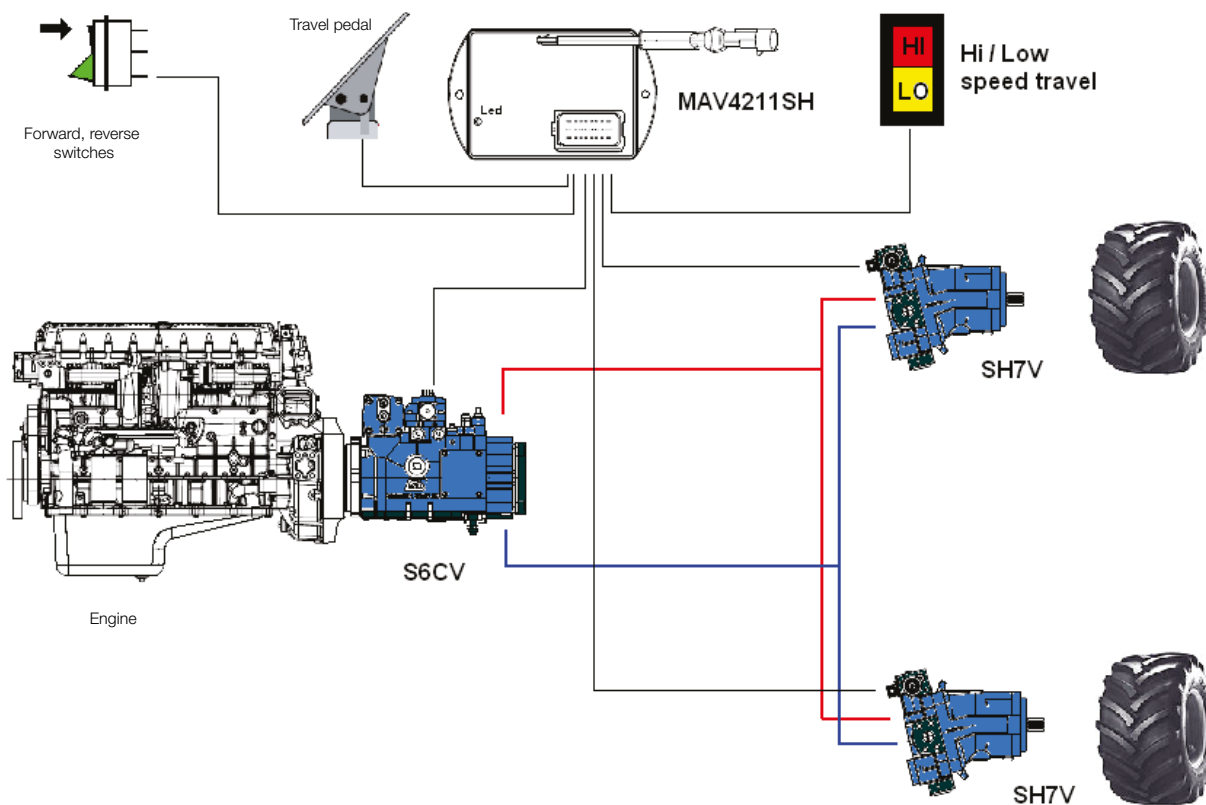 Travel pedal
Forward, reverse
switches
Led
MAV4211SH
HI
LO
Hi / Low
speed travel
SH7V
S6CV
Engine
SH7V